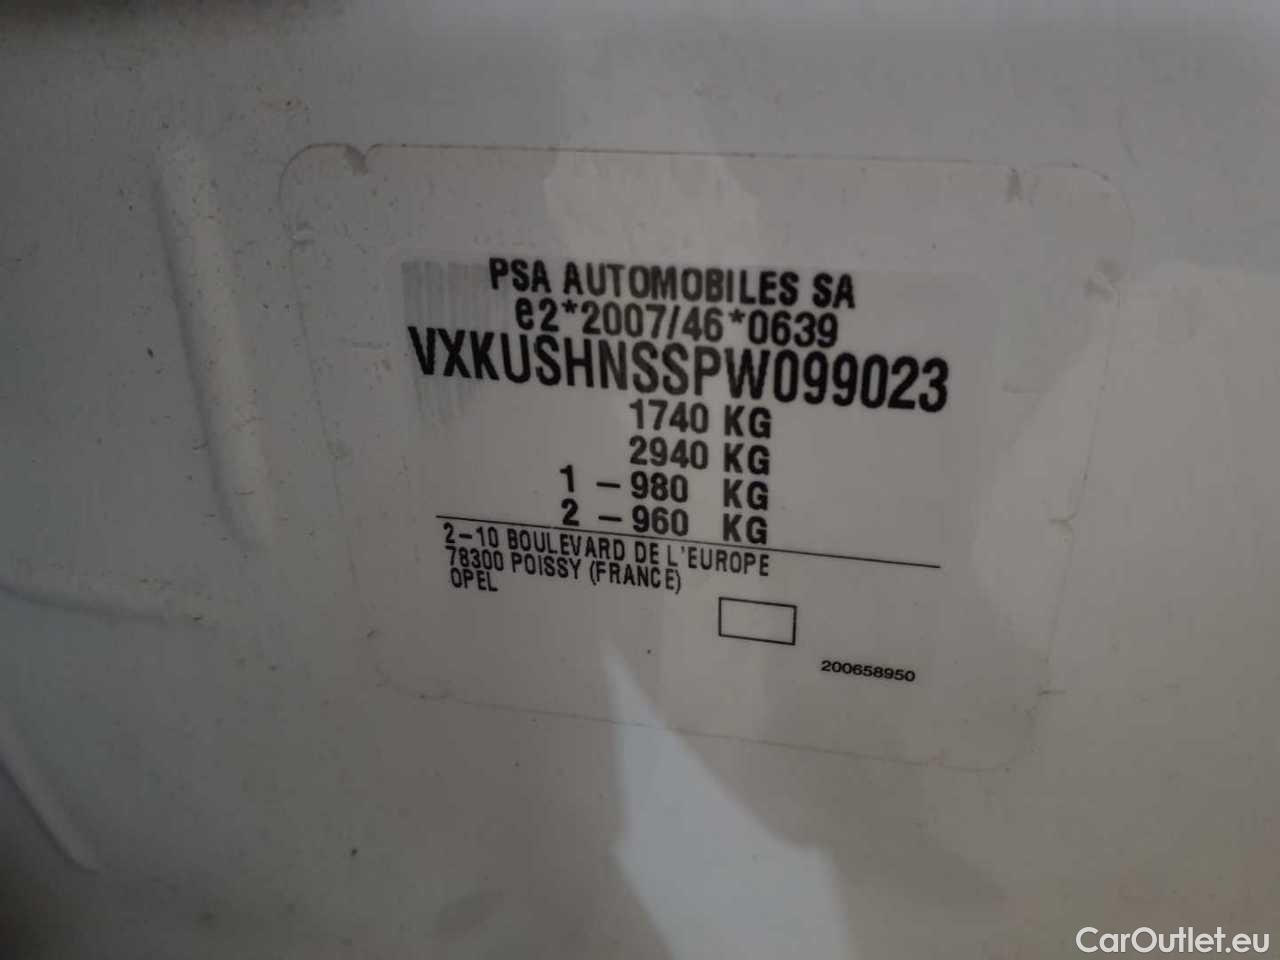 PSA AUTOMOBILES SA
e2*2007/46*0639
VXKUSHNSSPW099023
1740 KG
2940 KG
1 - 980 KG
2 - 960 KG
2-10 BOULEVARD DE L'EUROPE
78300 POISSY (FRANCE)
OPEL
200658950
CarOutlet.eu